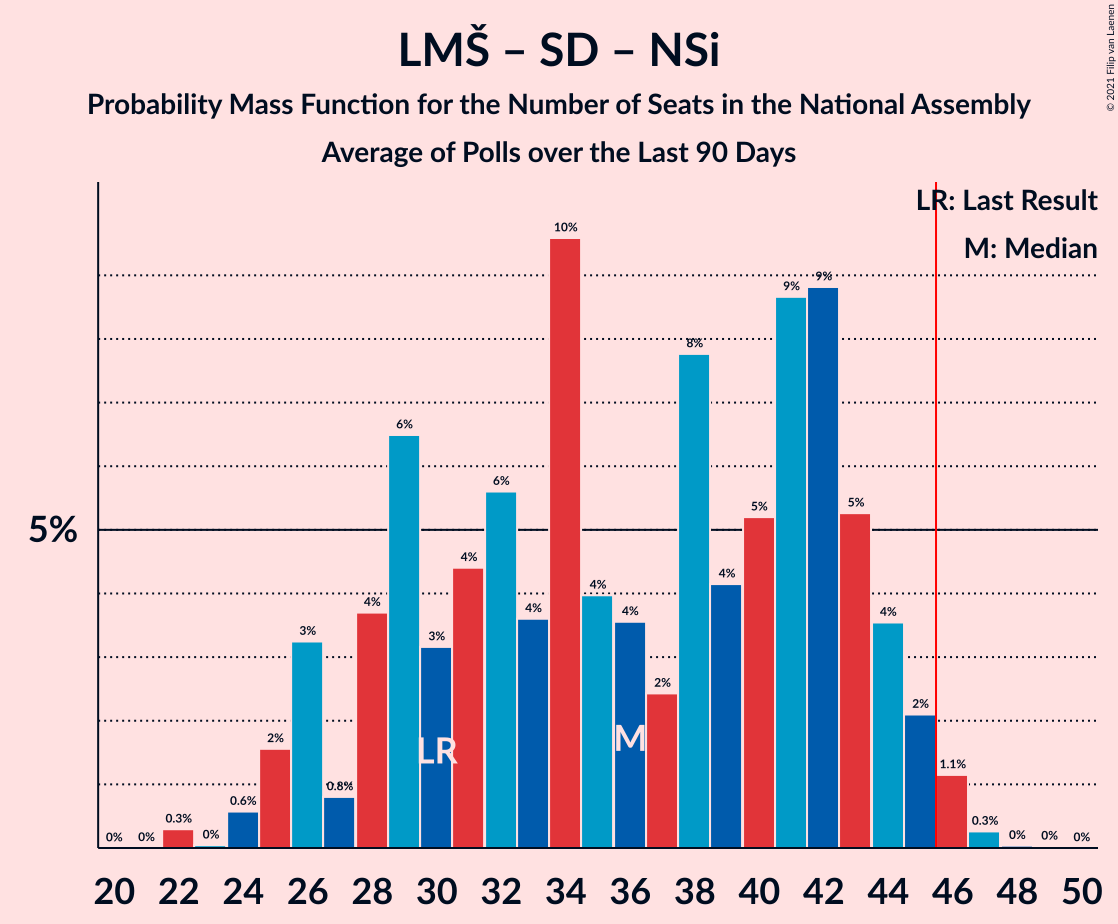 LMŠ – SD – NSi
Probability Mass Function for the Number of Seats in the National Assembly
Average of Polls over the Last 90 Days
© 2021 Filip van Laenen
LR: Last Result
M: Median
5%
0% 0% 0.3% 0% 0.6% 2% 3% 0.8% 4% 6% 3% 4% 6% 4% 10% 4% 4% 2% 8% 4% 5% 9% 9% 5% 4% 2% 1.1% 0.3% 0% 0% 0%
LR M
20 22 24 26 28 30 32 34 36 38 40 42 44 46 48 50